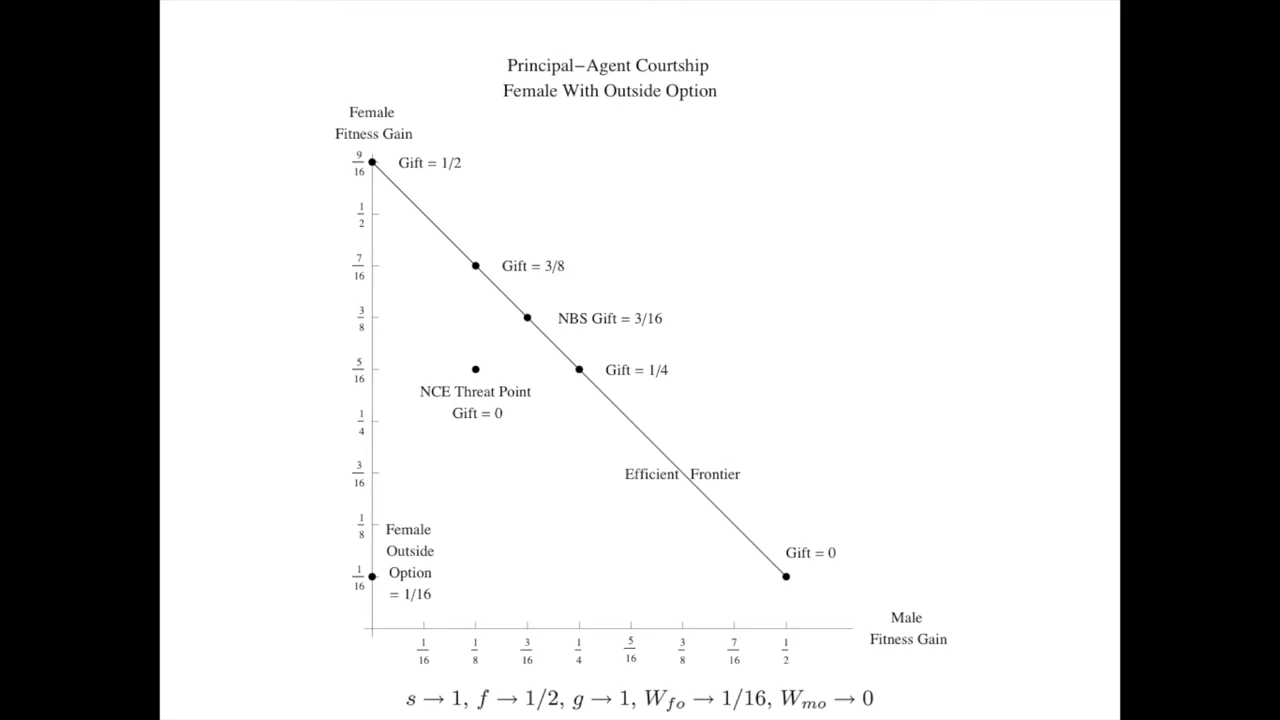 Principal−Agent Courtship
Female With Outside Option
Female
Fitness Gain
9/16
Gift = 1/2
1/2
7/16
Gift = 3/8
3/8
NBS Gift = 3/16
5/16
Gift = 1/4
NCE Threat Point
Gift = 0
1/4
3/16
Efficient Frontier
1/8
Female
Outside
Option
= 1/16
1/16
Gift = 0
Male
Fitness Gain
1/16 1/8 3/16 1/4 5/16 3/8 7/16 1/2
s → 1, f → 1/2, g → 1, W_{fo} → 1/16, W_{mo} → 0